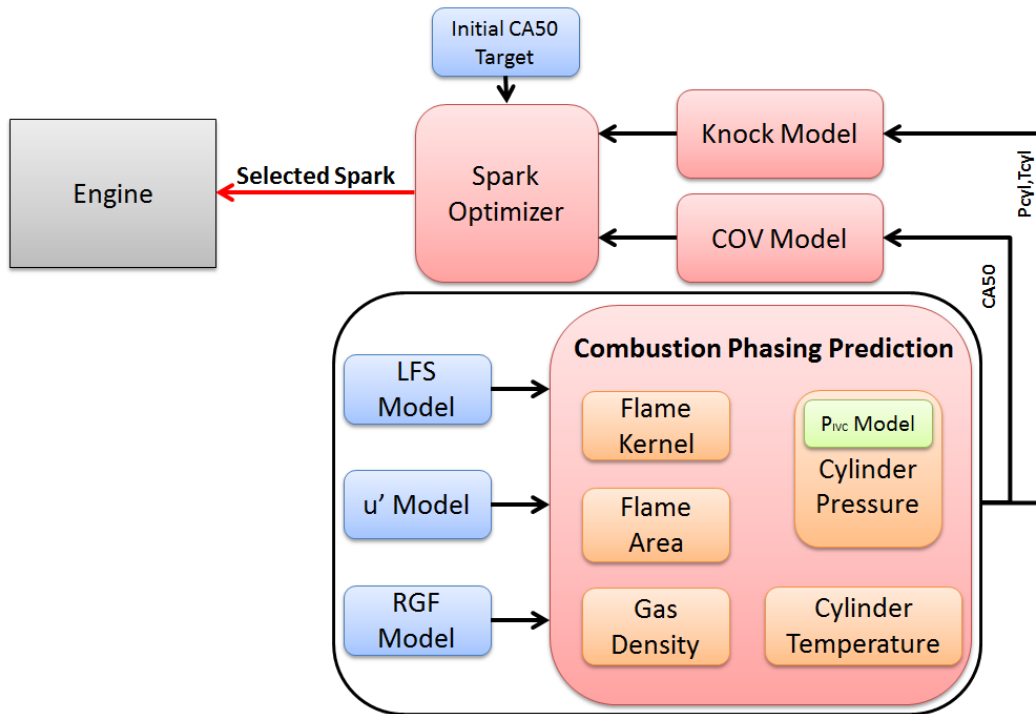 Initial CA50
Target
Engine
Selected Spark
Spark
Optimizer
Knock Model
COV Model
Pcyl,Tcyl
CA50
Combustion Phasing Prediction
LFS
Model
u’ Model
RGF
Model
Flame
Kernel
Flame
Area
Gas
Density
PIVC Model
Cylinder
Pressure
Cylinder
Temperature